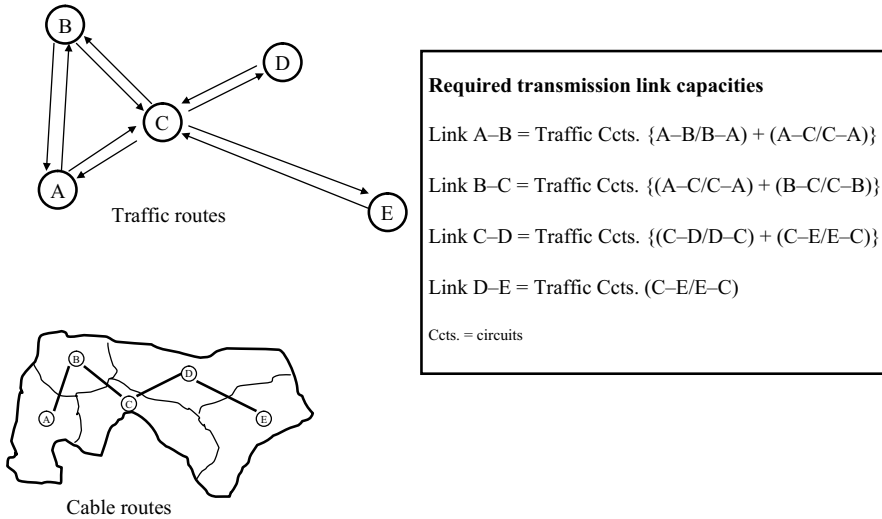 B
D
C
A
E
Traffic routes
Required transmission link capacities
Link A–B = Traffic Ccts. {A–B/B–A) + (A–C/C–A)}
Link B–C = Traffic Ccts. {(A–C/C–A) + (B–C/C–B)}
Link C–D = Traffic Ccts. {(C–D/D–C) + (C–E/E–C)}
Link D–E = Traffic Ccts. (C–E/E–C)
Ccts. = circuits
B
D
C
A
E
Cable routes